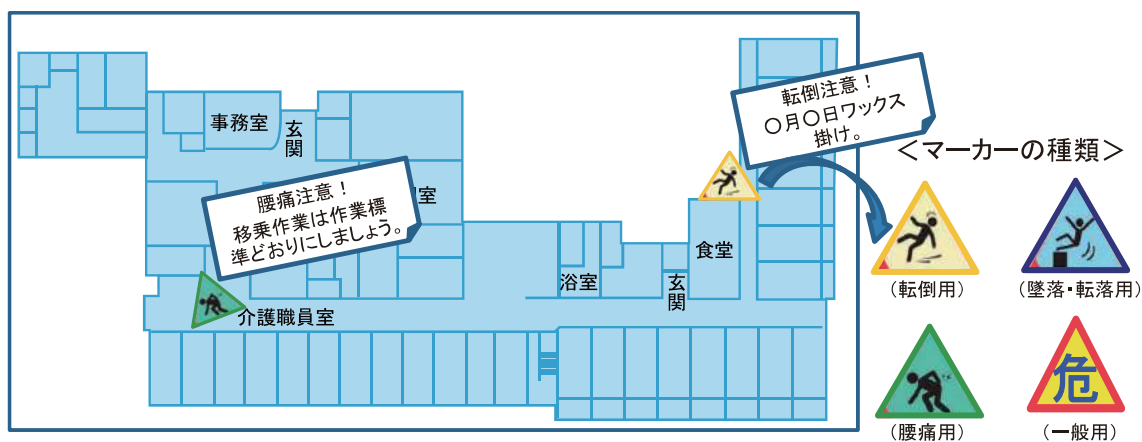 事務室
玄
関
転倒注意！
〇月〇日ワックス
掛け。
＜マーカーの種類＞
腰痛注意！
移乗作業は作業標
準どおりにしましょう。
室
食堂
浴室
玄
関
介護職員室
（転倒用）
（墜落・転落用）
危
（腰痛用）
（一般用）